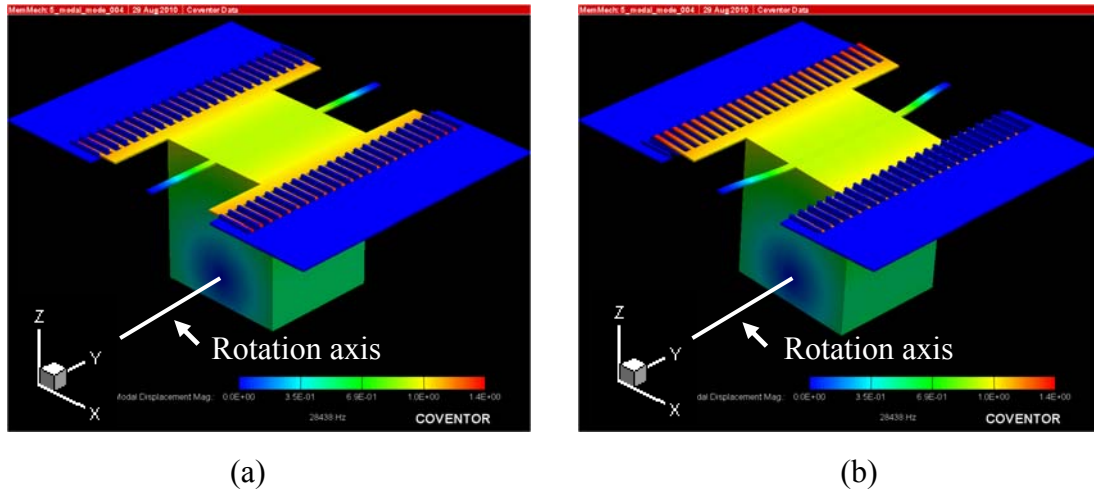 MemMech: 5_modal_mode_004 | 29 Aug 2010 | Coventor Data
Z
Y
X
Rotation axis
Modal Displacement Mag.: 0.0E+00 3.5E-01 6.9E-01 1.0E+00 1.4E+00
28438 Hz
COVENTOR
(a)
MemMech: 5_modal_mode_004 | 29 Aug 2010 | Coventor Data
Z
Y
X
Rotation axis
dal Displacement Mag.: 0.0E+00 3.5E-01 6.9E-01 1.0E+00 1.4E+00
28438 Hz
COVENTOR
(b)